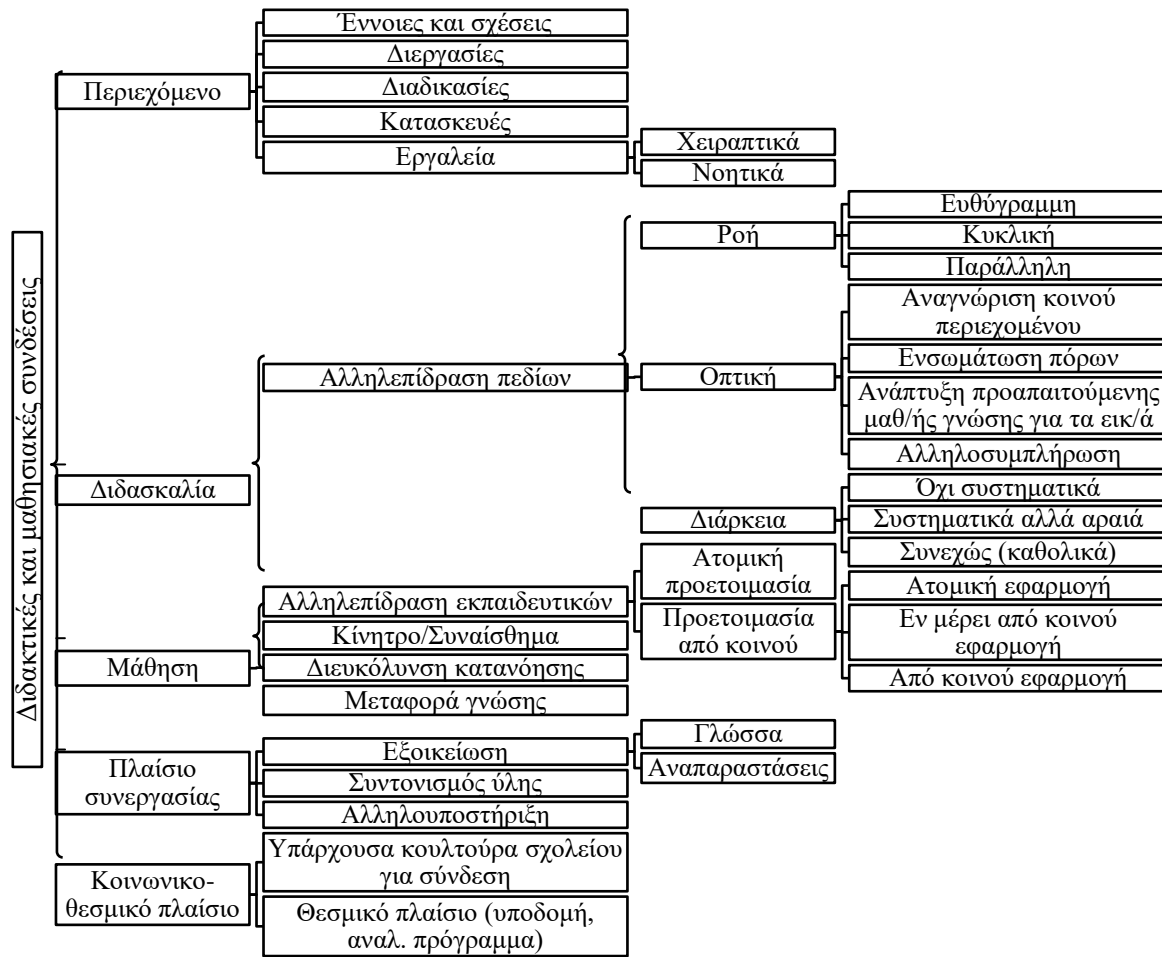 Διδακτικές και μαθησιακές συνδέσεις
Περιεχόμενο
Έννοιες και σχέσεις
Διεργασίες
Διαδικασίες
Κατασκευές
Εργαλεία
Χειραπτικά
Νοητικά
Διδασκαλία
Αλληλεπίδραση πεδίων
Ροή
Ευθύγραμμη
Κυκλική
Παράλληλη
Οπτική
Αναγνώριση κοινού
περιεχομένου
Ενσωμάτωση πόρων
Ανάπτυξη προαπαιτούμενης
μαθ/ής γνώσης για τα εικ/ά
Αλληλοσυμπλήρωση
Διάρκεια
Όχι συστηματικά
Συστηματικά αλλά αραιά
Συνεχώς (καθολικά)
Αλληλεπίδραση εκπαιδευτικών
Ατομική
προετοιμασία
Προετοιμασία
από κοινού
Ατομική εφαρμογή
Εν μέρει από κοινού
εφαρμογή
Από κοινού εφαρμογή
Μάθηση
Κίνητρο/Συναίσθημα
Διευκόλυνση κατανόησης
Μεταφορά γνώσης
Πλαίσιο
συνεργασίας
Εξοικείωση
Γλώσσα
Αναπαραστάσεις
Συντονισμός ύλης
Αλληλουποστήριξη
Κοινωνικο-
θεσμικό πλαίσιο
Υπάρχουσα κουλτούρα σχολείου
για σύνδεση
Θεσμικό πλαίσιο (υποδομή,
αναλ. πρόγραμμα)